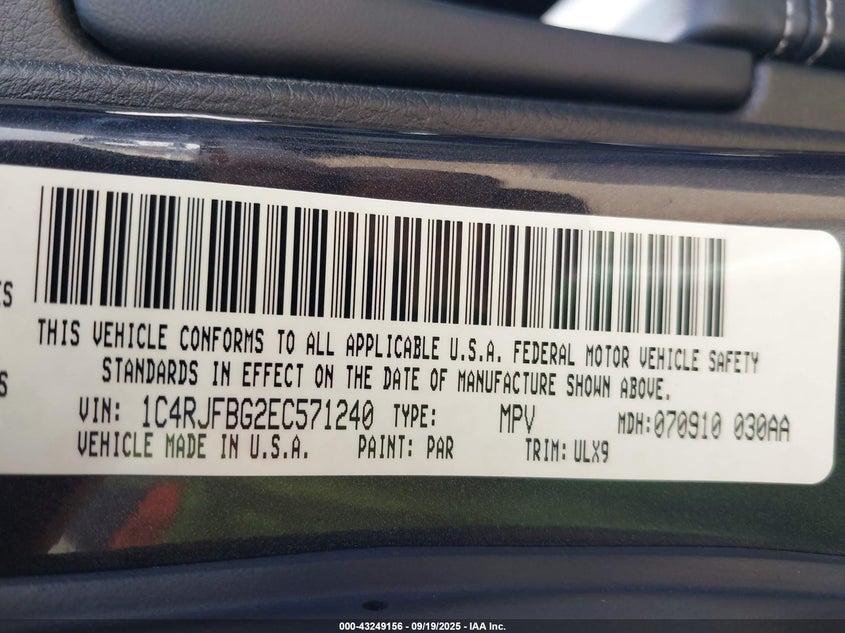 ES
THIS VEHICLE CONFORMS TO ALL APPLICABLE U.S.A. FEDERAL MOTOR VEHICLE SAFETY
S
STANDARDS IN EFFECT ON THE DATE OF MANUFACTURE SHOWN ABOVE.
VIN: 1C4RJFBG2EC571240 TYPE: MPV MDH:070910 030AA
VEHICLE MADE IN U.S.A. PAINT: PAR TRIM: ULX9
000-43249156 - 09/19/2025 - IAA Inc.